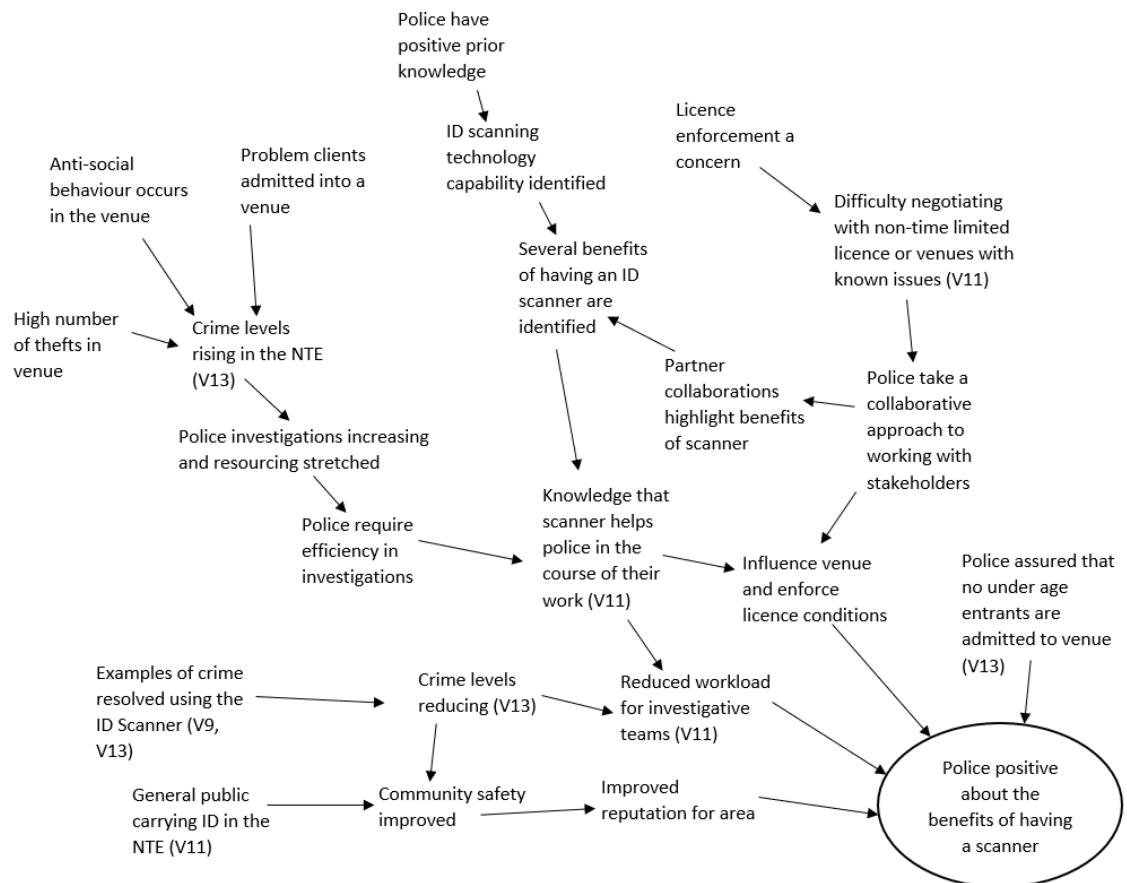 Police have
positive prior
knowledge
ID scanning
technology
capability identified
Licence
enforcement a
concern
Anti-social
behaviour occurs
in the venue
Problem clients
admitted into a
venue
Difficulty negotiating
with non-time limited
licence or venues with
known issues (V11)
Several benefits
of having an ID
scanner are
identified
High number
of thefts in
venue
Crime levels
rising in the NTE
(V13)
Partner
collaborations
highlight benefits
of scanner
Police take a
collaborative
approach to
working with
stakeholders
Police investigations increasing
and resourcing stretched
Police require
efficiency in
investigations
Knowledge that
scanner helps
police in the
course of their
work (V11)
Influence venue
and enforce
licence conditions
Police assured that
no under age
entrants are
admitted to venue
(V13)
Examples of crime
resolved using the
ID Scanner (V9,
V13)
Crime levels
reducing (V13)
Reduced workload
for investigative
teams (V11)
General public
carrying ID in the
NTE (V11)
Community safety
improved
Improved
reputation for area
Police positive
about the
benefits of having
a scanner